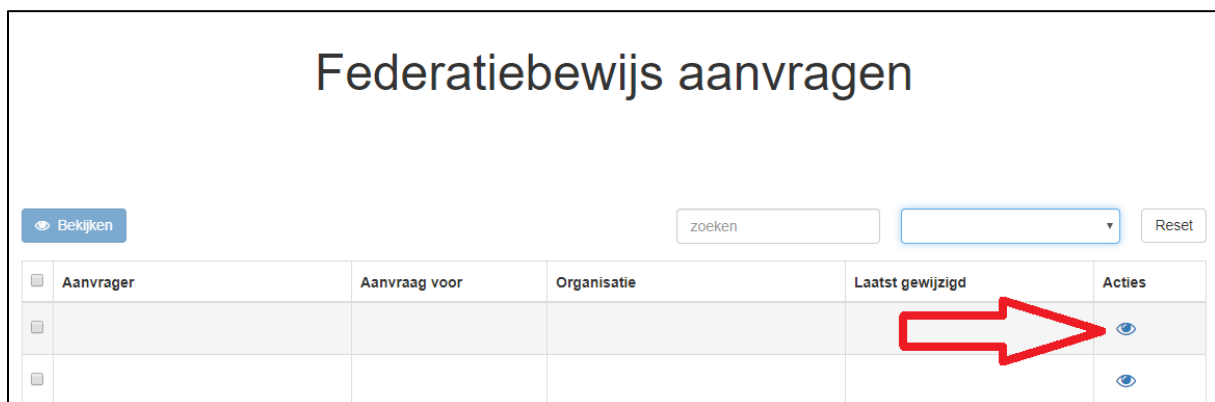 Federatiebewijs aanvragen
Bekijken zoeken Reset
Aanvrager Aanvraag voor Organisatie Laatst gewijzigd Acties